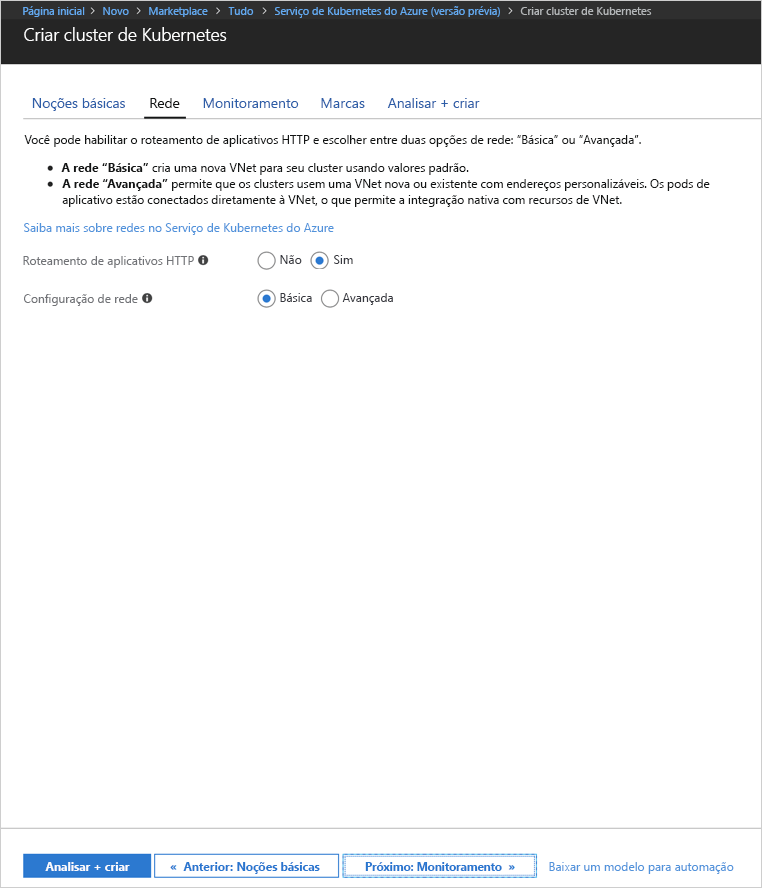 Página inicial > Novo > Marketplace > Tudo > Serviço de Kubernetes do Azure (versão prévia) > Criar cluster de Kubernetes
Criar cluster de Kubernetes
Noções básicas Rede Monitoramento Marcas Analisar + criar
Você pode habilitar o roteamento de aplicativos HTTP e escolher entre duas opções de rede: “Básica” ou “Avançada”.
• A rede “Básica” cria uma nova VNet para seu cluster usando valores padrão.
• A rede “Avançada” permite que os clusters usem uma VNet nova ou existente com endereços personalizáveis. Os pods de
aplicativo estão conectados diretamente à VNet, o que permite a integração nativa com recursos de VNet.
Saiba mais sobre redes no Serviço de Kubernetes do Azure
Roteamento de aplicativos HTTP Não Sim
Configuração de rede Básica Avançada
Analisar + criar « Anterior: Noções básicas Próximo: Monitoramento » Baixar um modelo para automação